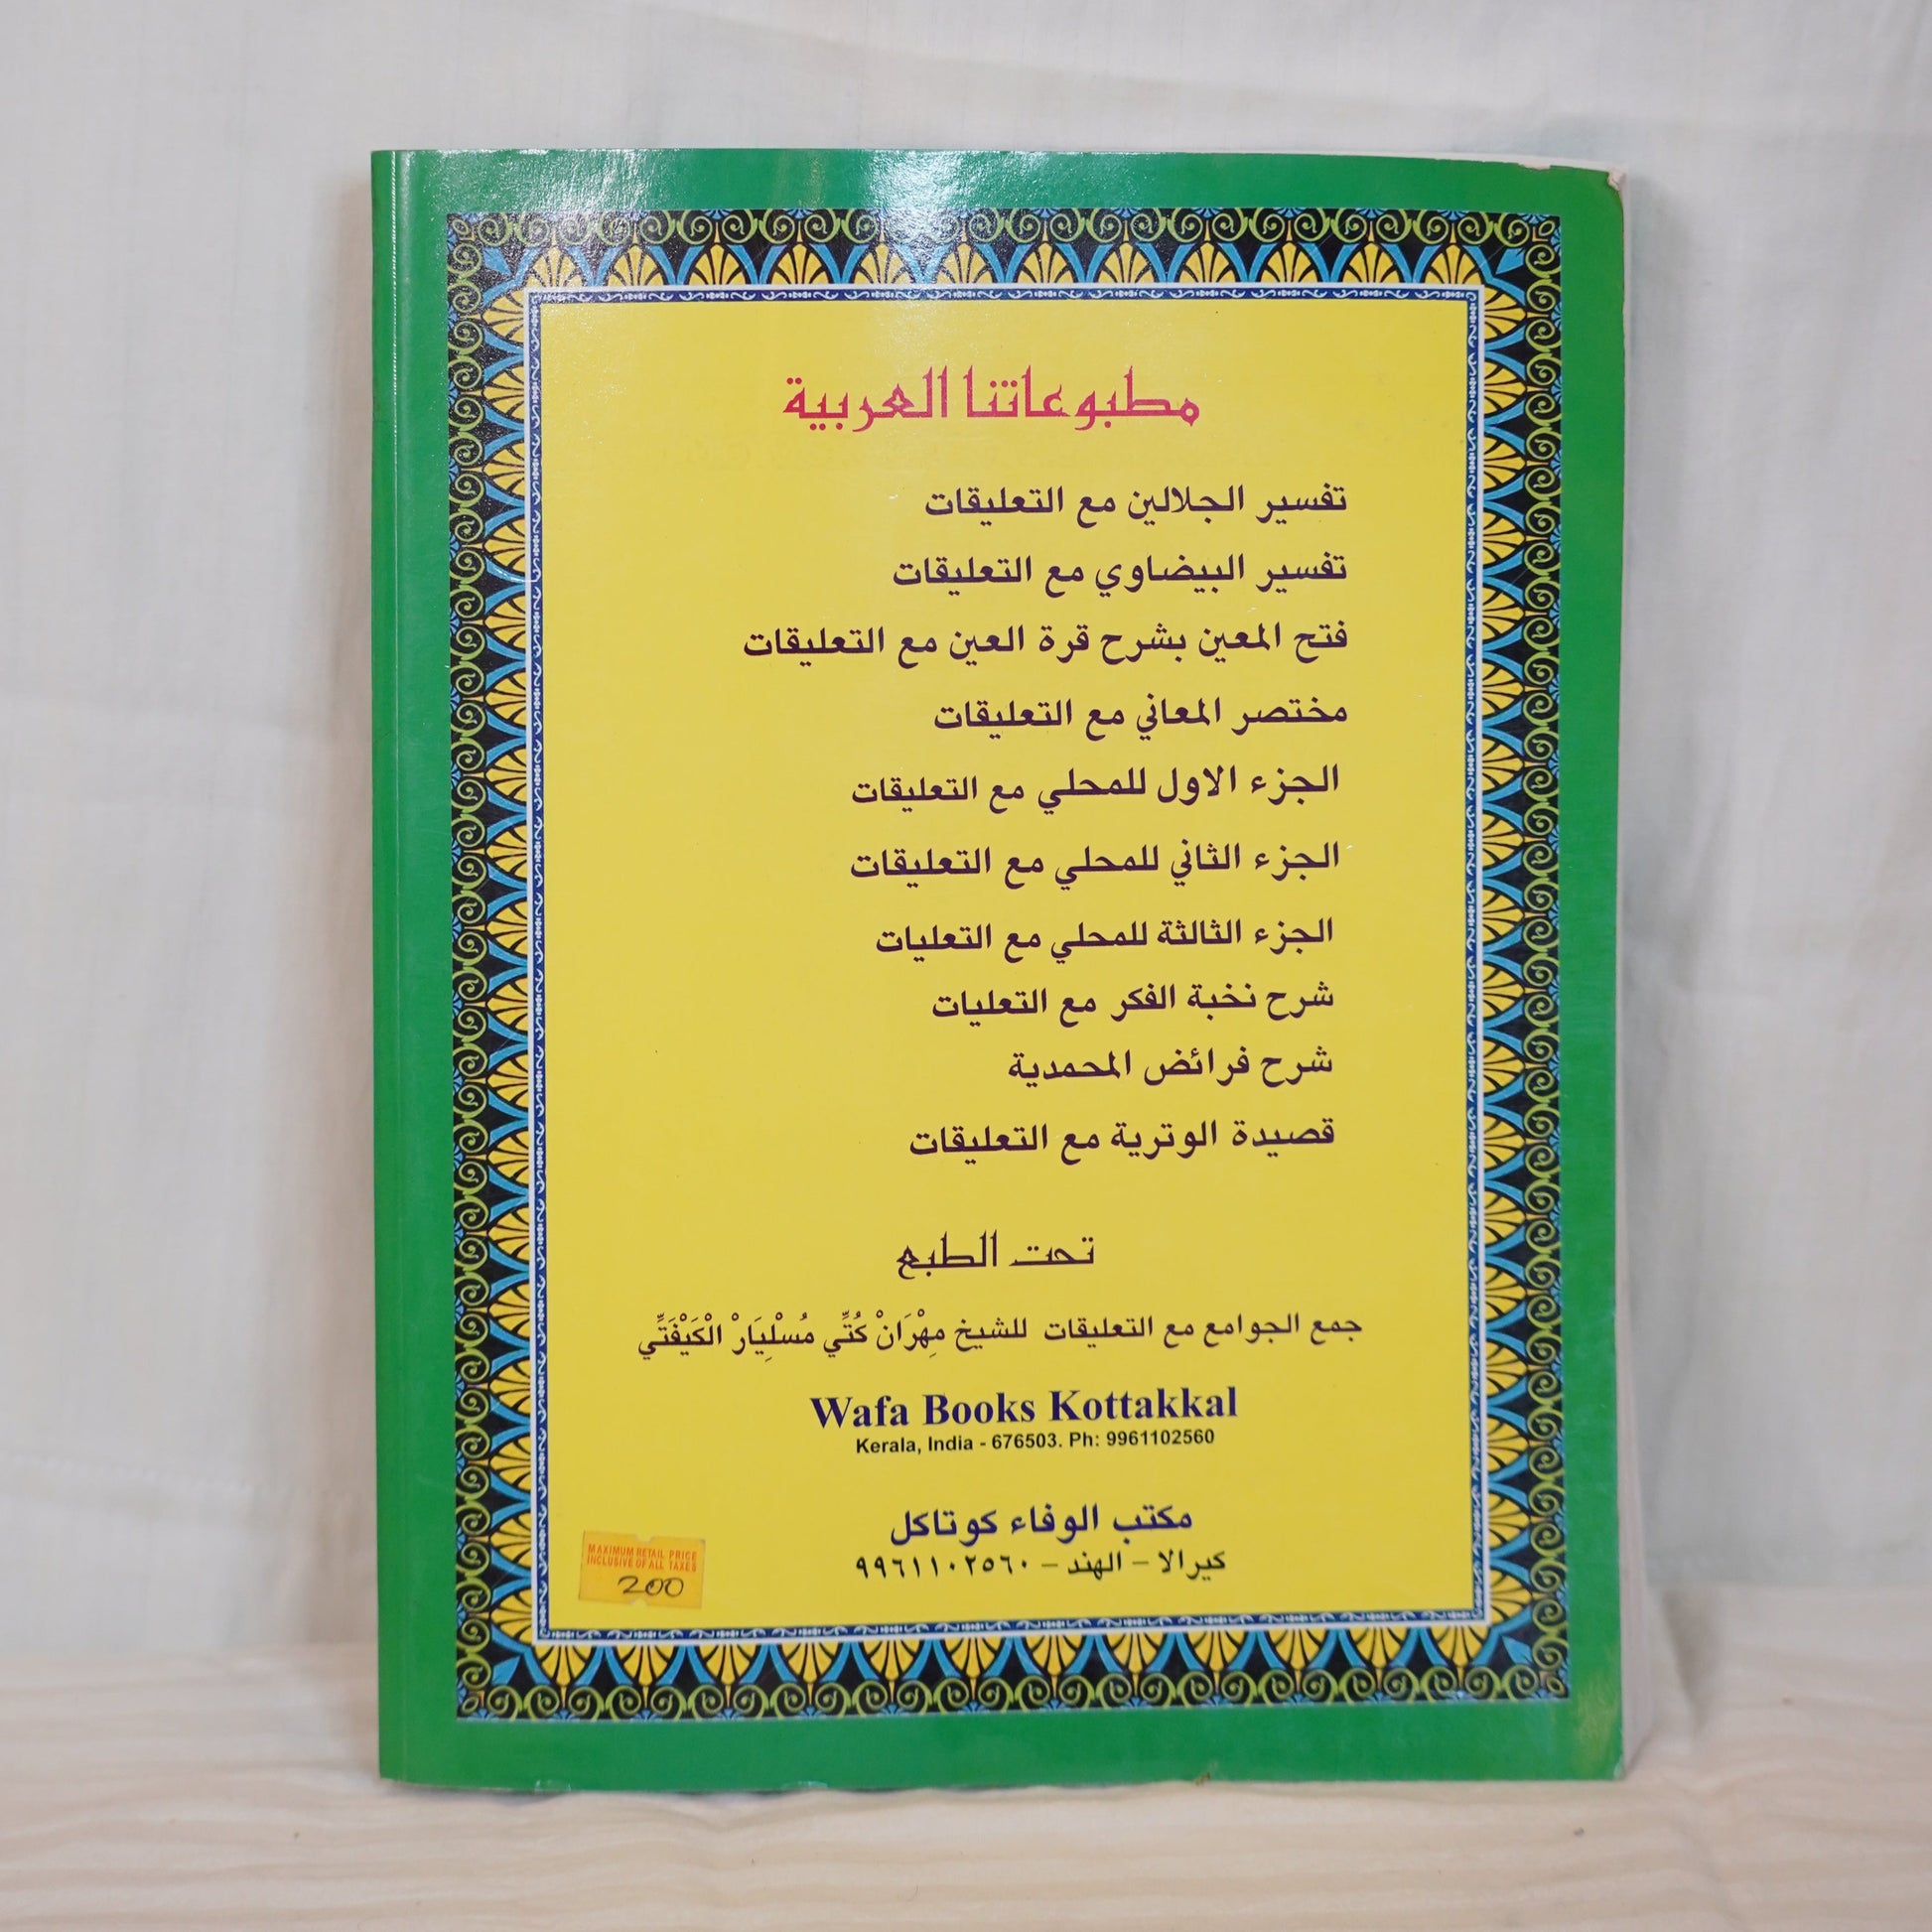 مطبوعاتنا العربية
تفسير الجلالين مع التعليقات
تفسير البيضاوي مع التعليقات
فتح المعين بشرح قرة العين مع التعليقات
مختصر المعاني مع التعليقات
الجزء الاول للمحلي مع التعليقات
الجزء الثاني للمحلي مع التعليقات
الجزء الثالثة للمحلي مع التعليات
شرح نخبة الفكر مع التعليات
شرح فرائض المحمدية
قصيدة الوترية مع التعليقات
تحت الطبع
جمع الجوامع مع التعليقات للشيخ مِهْرَانْ كُتِّي مُسْلِيَارْ الْكَيْفَتِّي
Wafa Books Kottakkal
Kerala, India - 676503. Ph: 9961102560
مكتب الوفاء كوتاكل
كيرالا – الهند – ٩٩٦١١٠٢٥٦٠
MAXIMUM RETAIL PRICE
INCLUSIVE OF ALL TAXES
200